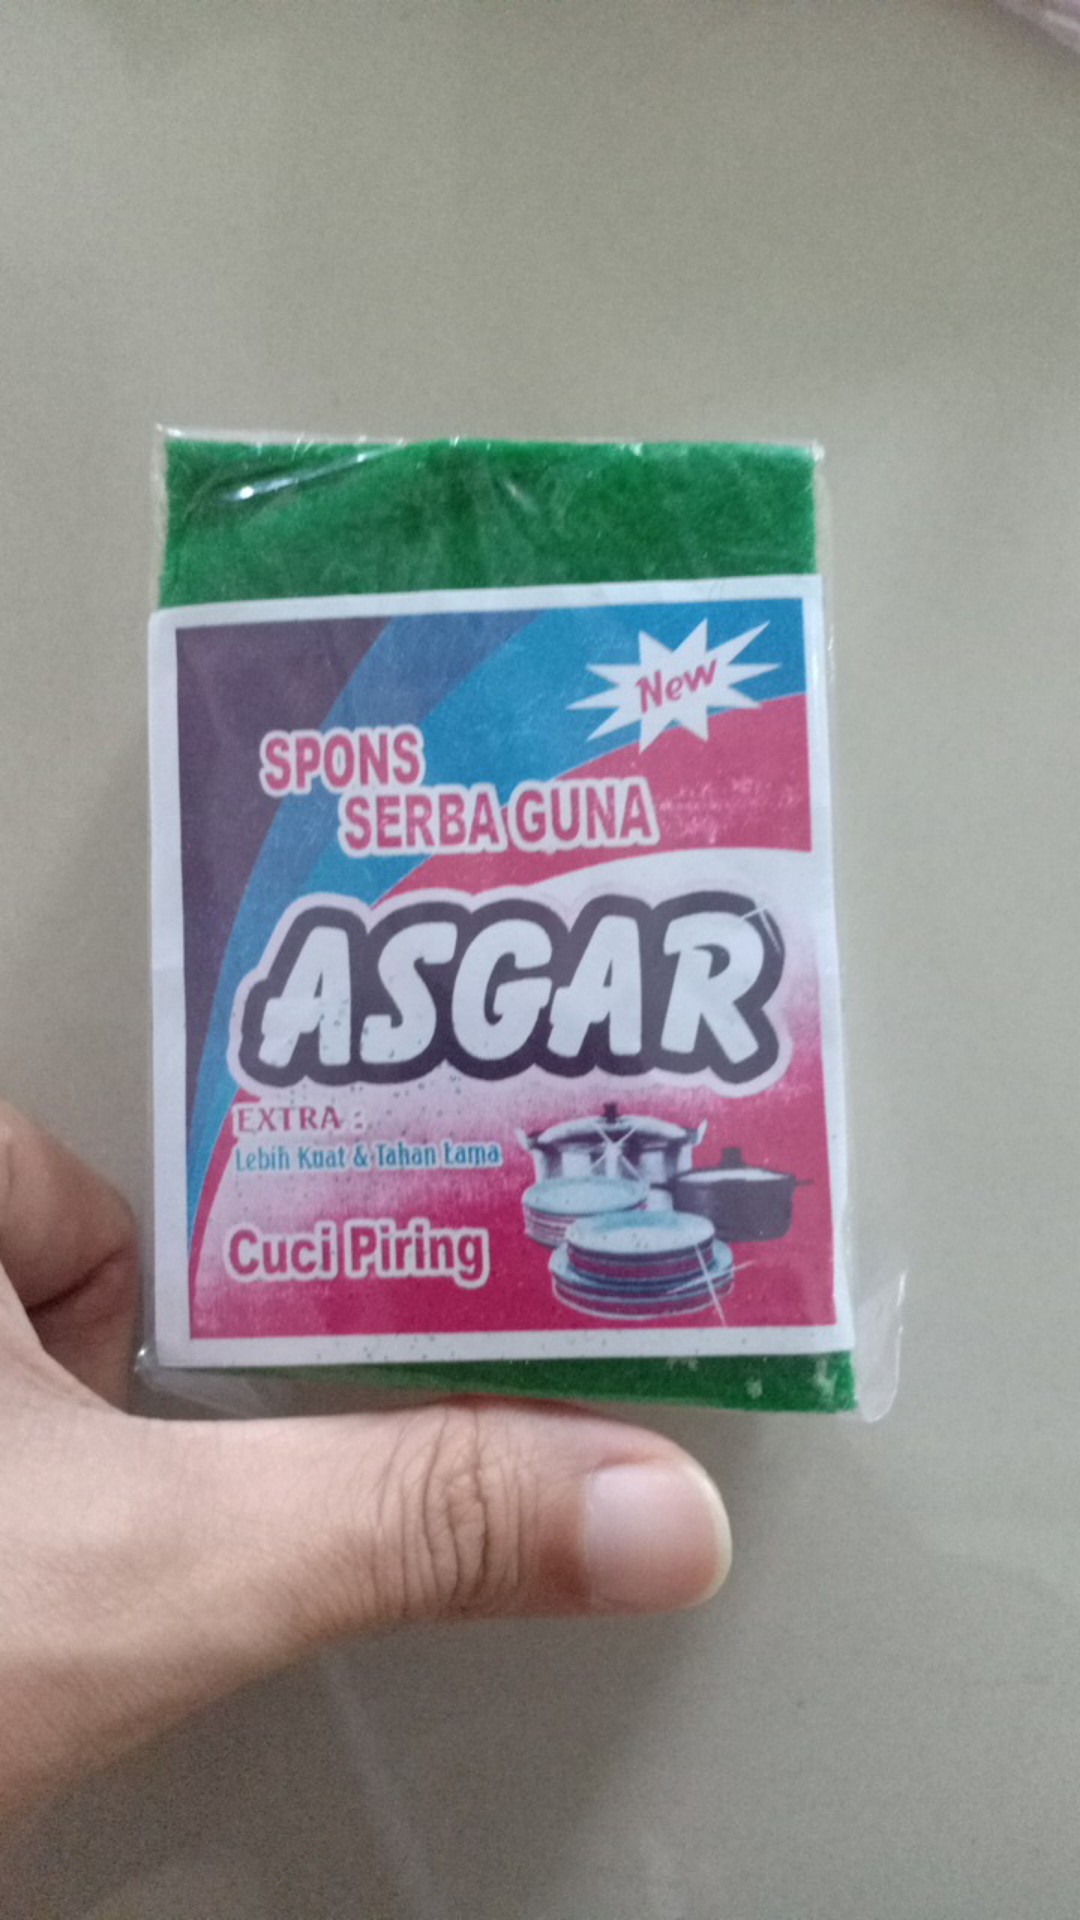 New
SPONS
SERBA GUNA
ASGAR
EXTRA :
Lebih Kuat & Tahan Lama
Cuci Piring